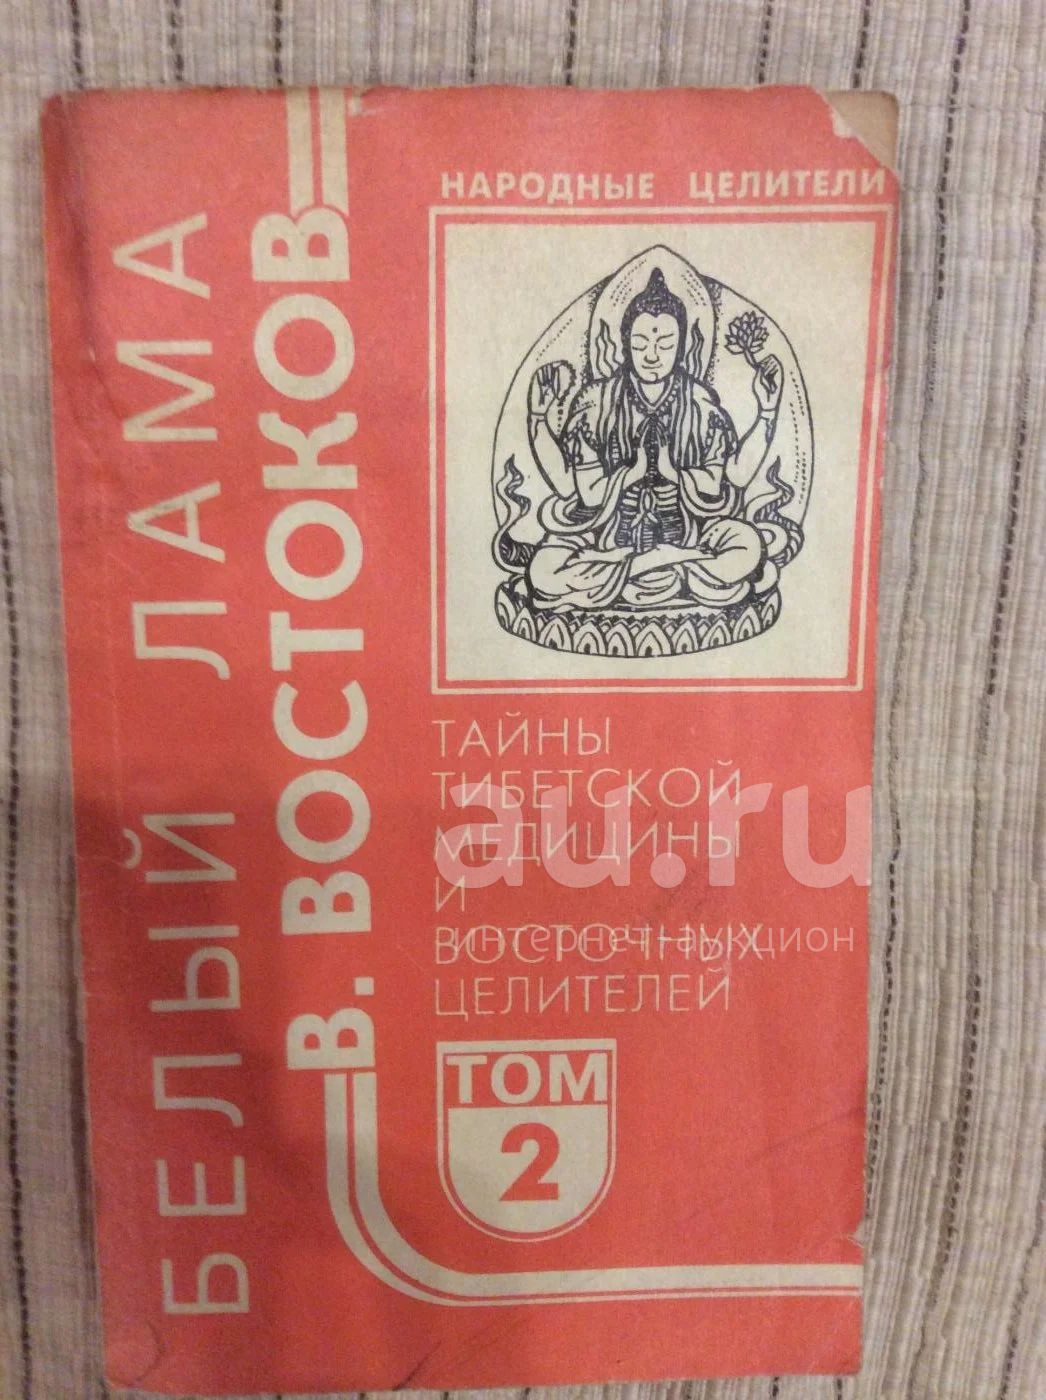 БЕЛЫЙ ЛАМА
В. ВОСТОКОВ
НАРОДНЫЕ ЦЕЛИТЕЛИ
ТАЙНЫ
ТИБЕТСКОЙ
МЕДИЦИНЫ
И
ВОСТОЧНЫХ
ЦЕЛИТЕЛЕЙ
ТОМ
2
au.ru
интернет-аукцион